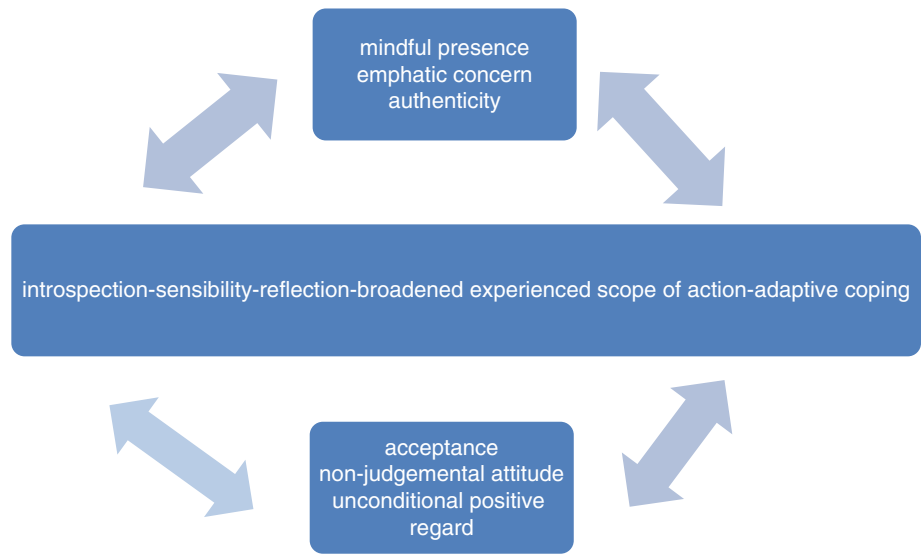 mindful presence
emphatic concern
authenticity
introspection-sensibility-reflection-broadened experienced scope of action-adaptive coping
acceptance
non-judgemental attitude
unconditional positive
regard